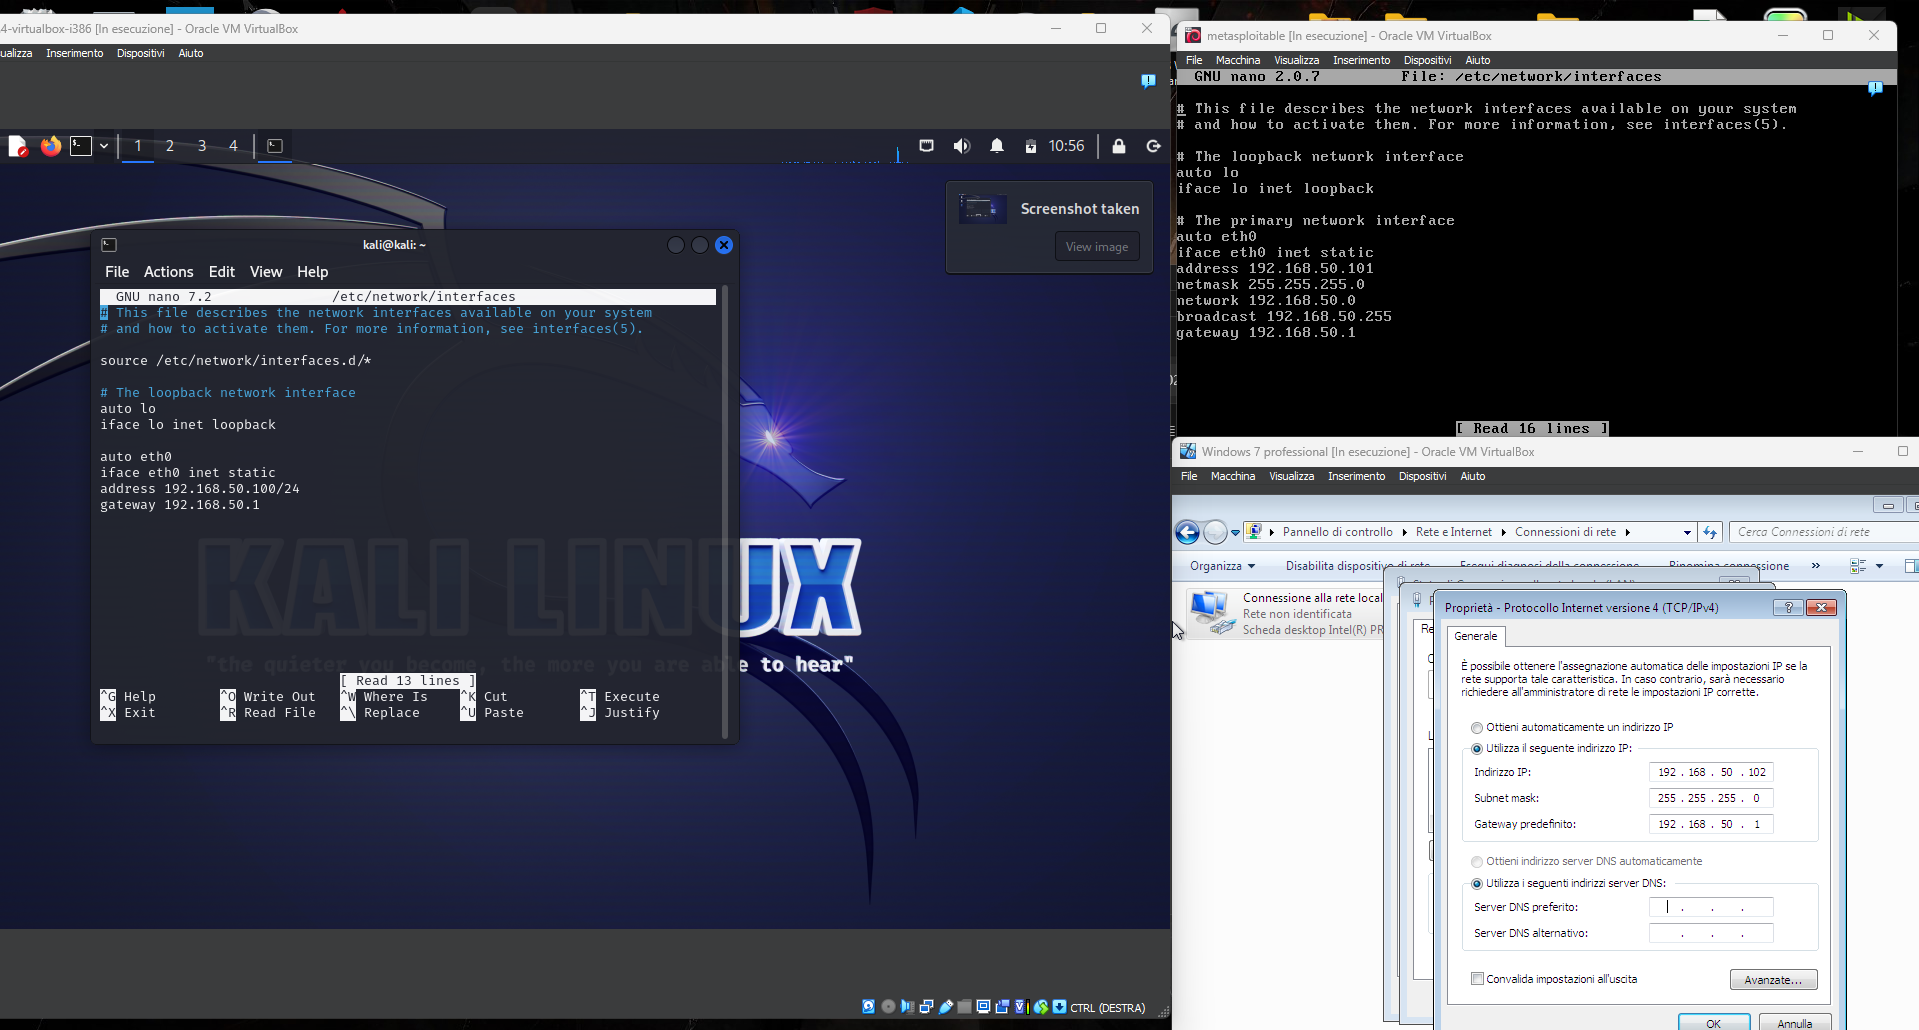 4-virtualbox-i386 [In esecuzione] - Oracle VM VirtualBox
ualizza Inserimento Dispositivi Aiuto
1 2 3 4
10:56
Screenshot taken
View image
kali@kali: ~
File Actions Edit View Help
GNU nano 7.2 /etc/network/interfaces
# This file describes the network interfaces available on your system
# and how to activate them. For more information, see interfaces(5).
source /etc/network/interfaces.d/*
# The loopback network interface
auto lo
iface lo inet loopback
auto eth0
iface eth0 inet static
address 192.168.50.100/24
gateway 192.168.50.1
[ Read 13 lines ]
^G Help ^O Write Out ^W Where Is ^K Cut ^T Execute
^X Exit ^R Read File ^\ Replace ^U Paste ^J Justify
KALI LINUX
"the quieter you become, the more you are able to hear"
CTRL (DESTRA)
metasploitable [In esecuzione] - Oracle VM VirtualBox
File Macchina Visualizza Inserimento Dispositivi Aiuto
GNU nano 2.0.7 File: /etc/network/interfaces
# This file describes the network interfaces available on your system
# and how to activate them. For more information, see interfaces(5).
# The loopback network interface
auto lo
iface lo inet loopback
# The primary network interface
auto eth0
iface eth0 inet static
address 192.168.50.101
netmask 255.255.255.0
network 192.168.50.0
broadcast 192.168.50.255
gateway 192.168.50.1
[ Read 16 lines ]
Windows 7 professional [In esecuzione] - Oracle VM VirtualBox
File Macchina Visualizza Inserimento Dispositivi Aiuto
Pannello di controllo Rete e Internet Connessioni di rete
Cerca Connessioni di rete
Organizza Disabilita dispositivo di rete Esegui diagnosi della connessione Rinomina connessione »
Connessione alla rete local
Rete non identificata
Scheda desktop Intel(R) PR
Proprietà - Protocollo Internet versione 4 (TCP/IPv4)
Generale
È possibile ottenere l'assegnazione automatica delle impostazioni IP se la
rete supporta tale caratteristica. In caso contrario, sarà necessario
richiedere all'amministratore di rete le impostazioni IP corrette.
Ottieni automaticamente un indirizzo IP
Utilizza il seguente indirizzo IP:
Indirizzo IP: 192 . 168 . 50 . 102
Subnet mask: 255 . 255 . 255 . 0
Gateway predefinito: 192 . 168 . 50 . 1
Ottieni indirizzo server DNS automaticamente
Utilizza i seguenti indirizzi server DNS:
Server DNS preferito: . . .
Server DNS alternativo: . . .
Convalida impostazioni all'uscita
Avanzate...
OK Annulla